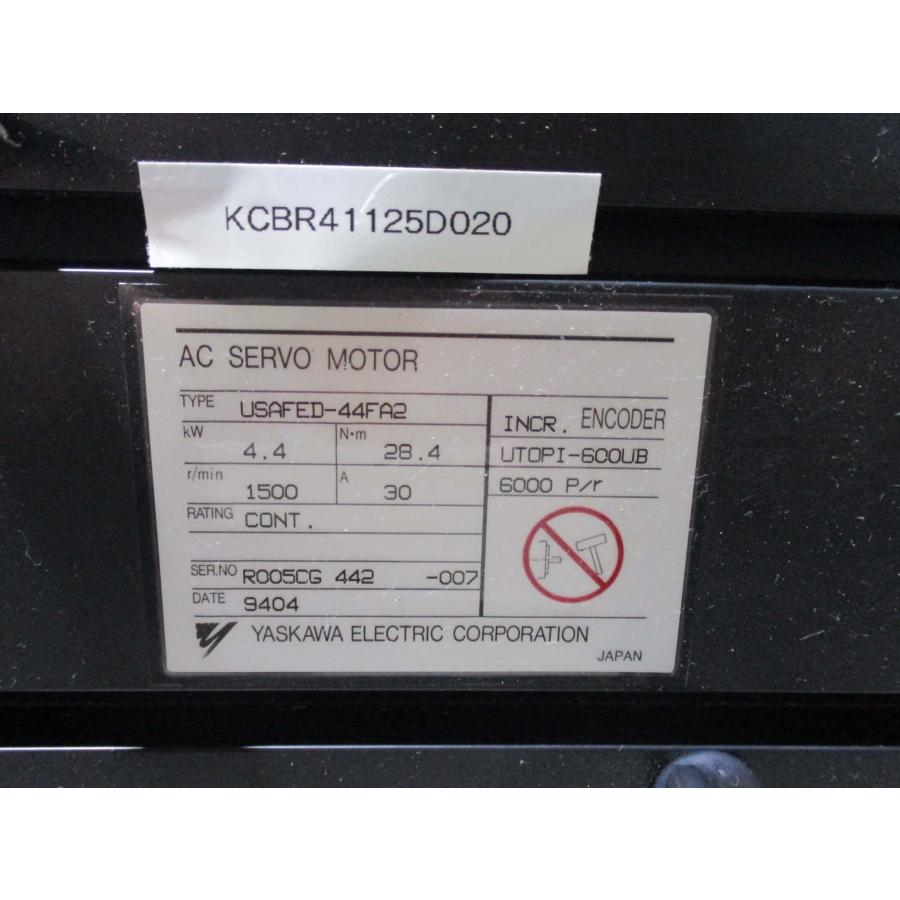 KCBR41125D020
AC SERVO MOTOR
TYPE USAFED-44FA2
kW 4.4 N·m 28.4
r/min 1500 A 30
RATING CONT.
SER.NO R005CG 442 -007
DATE 9404
INCR. ENCODER
UTOPI-600UB
6000 P/r
YASKAWA ELECTRIC CORPORATION
JAPAN